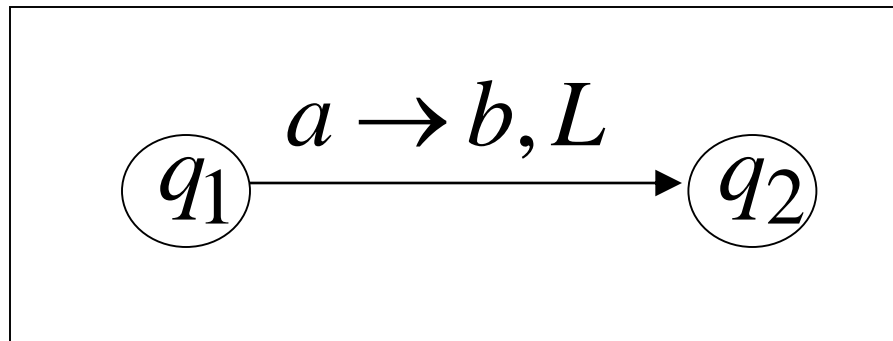 a → b, L
q₁ q₂